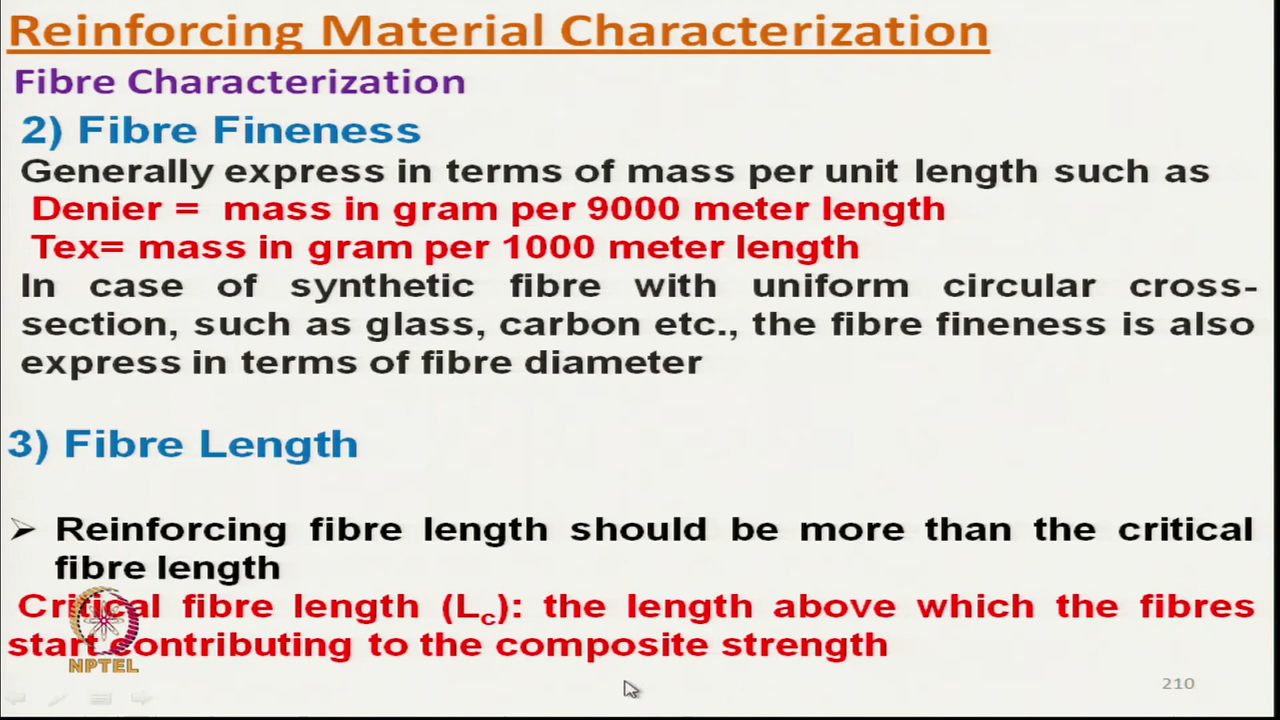 Reinforcing Material Characterization
Fibre Characterization
2) Fibre Fineness
Generally express in terms of mass per unit length such as
Denier = mass in gram per 9000 meter length
Tex= mass in gram per 1000 meter length
In case of synthetic fibre with uniform circular cross-
section, such as glass, carbon etc., the fibre fineness is also
express in terms of fibre diameter
3) Fibre Length
➢ Reinforcing fibre length should be more than the critical
fibre length
Critical fibre length (Lc): the length above which the fibres
start contributing to the composite strength
NPTEL
210